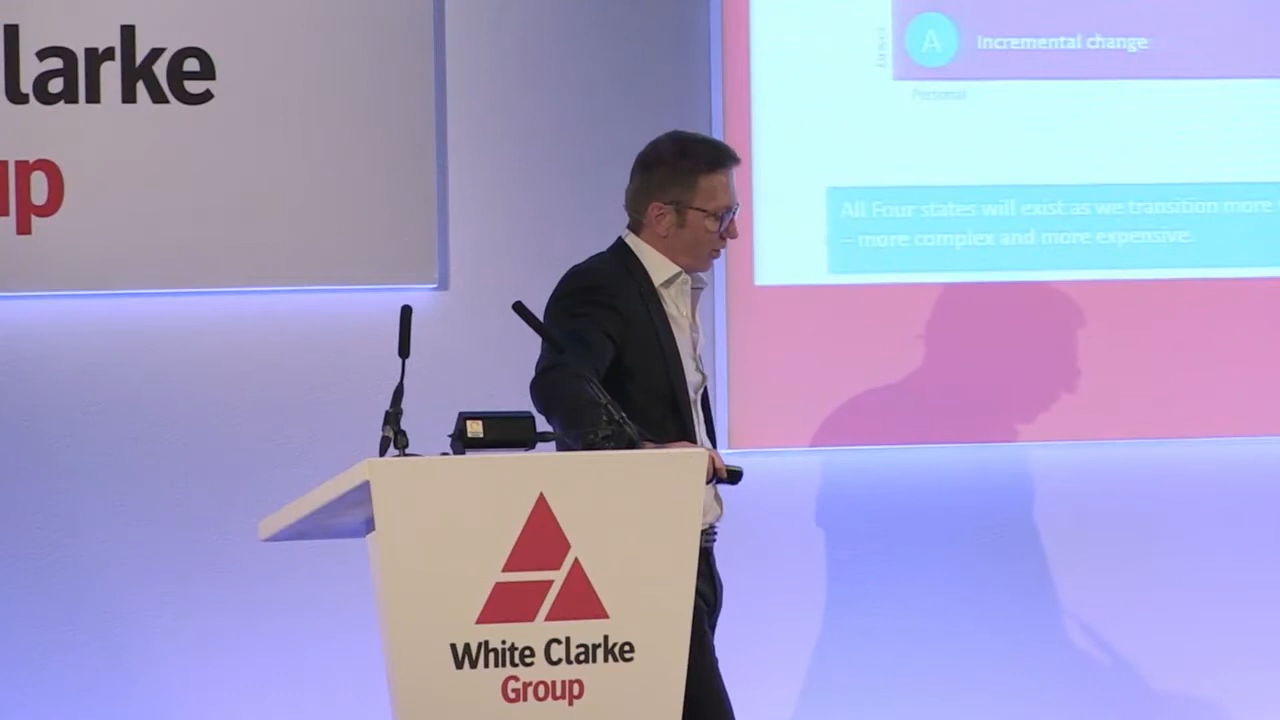 larke
up
A Incremental change
Personal
All Four states will exist as we transition more
– more complex and more expensive.
White Clarke
Group